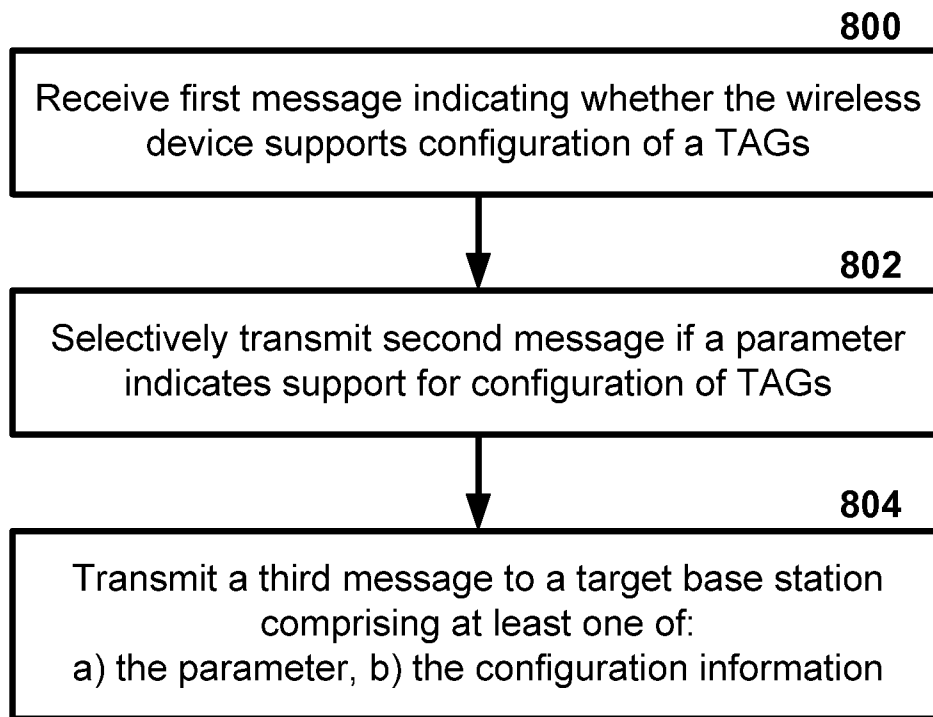 800
Receive first message indicating whether the wireless
device supports configuration of a TAGs
802
Selectively transmit second message if a parameter
indicates support for configuration of TAGs
804
Transmit a third message to a target base station
comprising at least one of:
a) the parameter, b) the configuration information